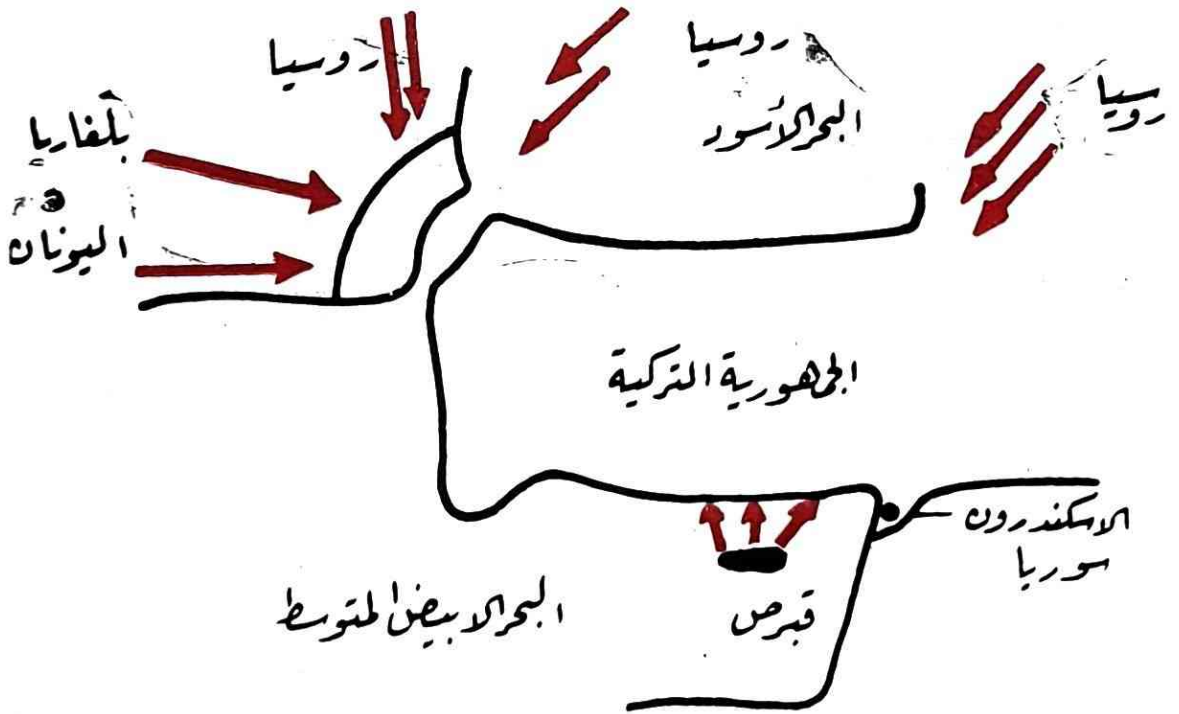 روسيا
روسيا
روسيا
البحر الأسود
بلغاريا
اليونان
الجمهورية التركية
الاسكندرون
سوريا
قبرص
البحر الابيض المتوسط